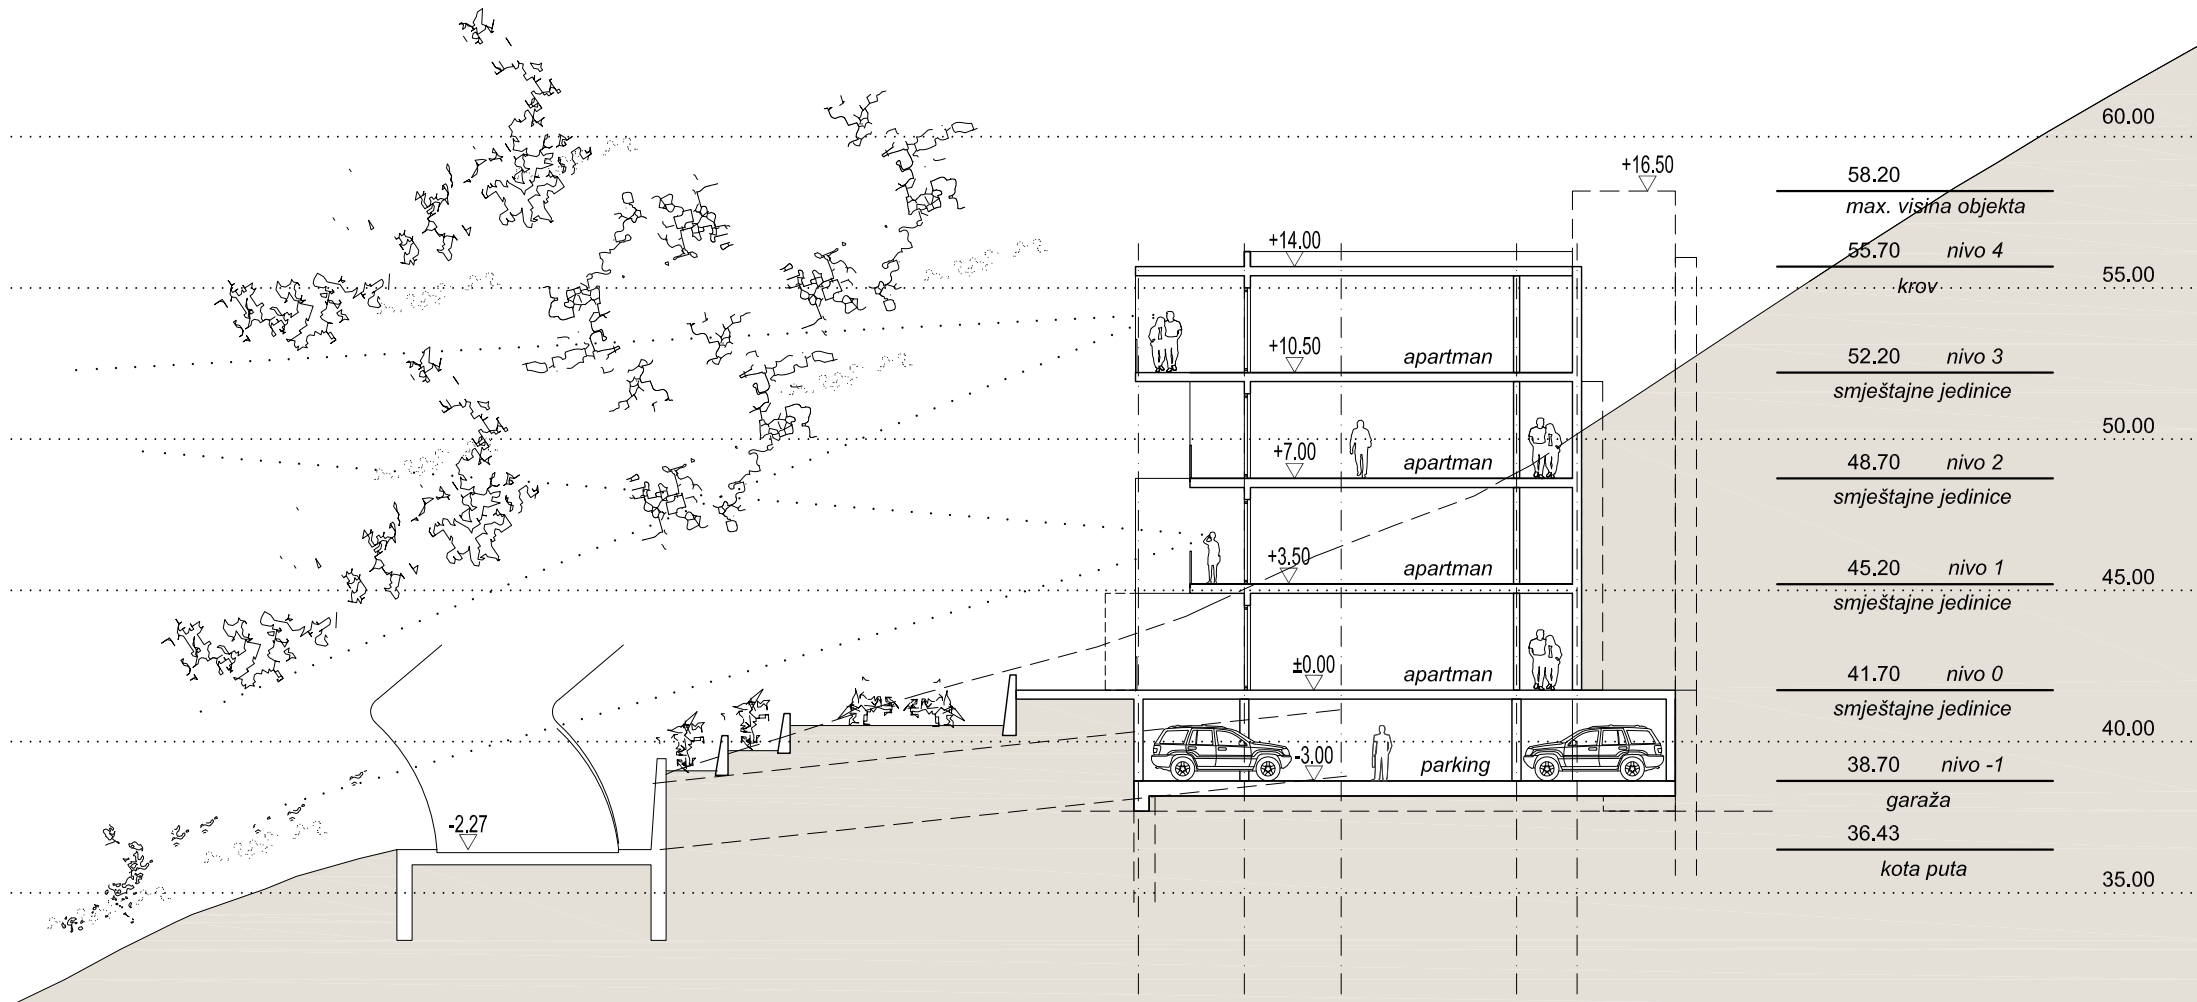 60.00
+16.50
58.20
max. visina objekta
+14.00
55.70 nivo 4
55.00
krov
+10.50
apartman
52.20 nivo 3
smještajne jedinice
50.00
+7.00
apartman
48.70 nivo 2
smještajne jedinice
+3.50
apartman
45.20 nivo 1
45.00
smještajne jedinice
±0.00
apartman
41.70 nivo 0
smještajne jedinice
40.00
-3.00
parking
38.70 nivo -1
garaža
-2.27
36.43
kota puta
35.00